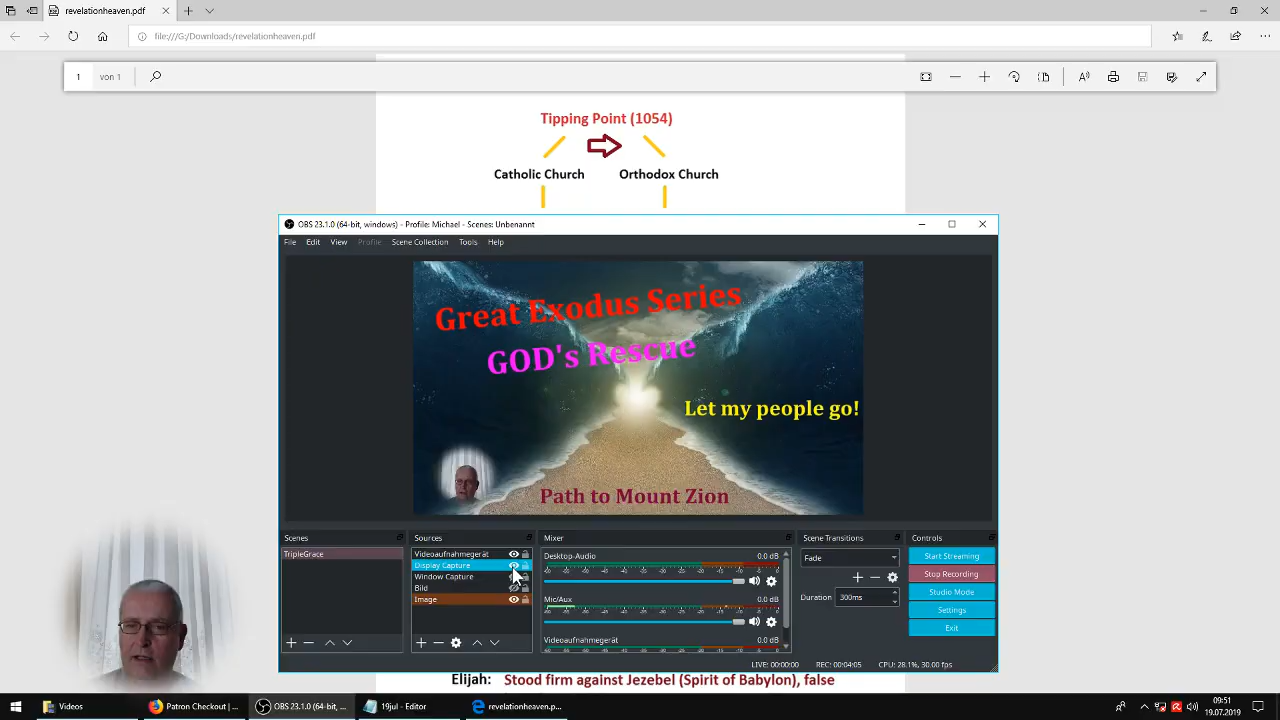 revelationheaven.pdf
file:///G:/Downloads/revelationheaven.pdf
1 von 1
Tipping Point (1054)
Catholic Church Orthodox Church
OBS 23.1.0 (64-bit, windows) - Profile: Michael - Scenes: Unbenannt
File Edit View Profile Scene Collection Tools Help
Great Exodus Series
GOD's Rescue
Let my people go!
Path to Mount Zion
Scenes Sources Mixer Scene Transitions Controls
TripleGrace
Videoaufnahmegerät
Display Capture
Window Capture
Bild
Image
Desktop-Audio 0.0 dB
Mic/Aux 0.0 dB
Videoaufnahmegerät 0.0 dB
Fade
Duration 300ms
Start Streaming
Stop Recording
Studio Mode
Settings
Exit
LIVE: 00:00:00 REC: 00:04:05 CPU: 28.1%, 30.00 fps
Elijah: Stood firm against Jezebel (Spirit of Babylon), false
Videos
Patron Checkout | ...
OBS 23.1.0 (64-bit, ...
19jul - Editor
revelationheaven.p...
09:51
19.07.2019